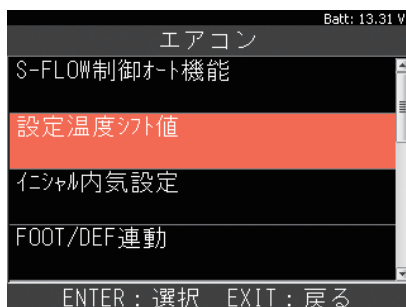 Batt: 13.31 V
エアコン
S-FLOW制御ｵｰﾄ機能
設定温度ｼﾌﾄ値
ｲﾆｼｬﾙ内気設定
FOOT/DEF連動
ENTER：選択 EXIT：戻る